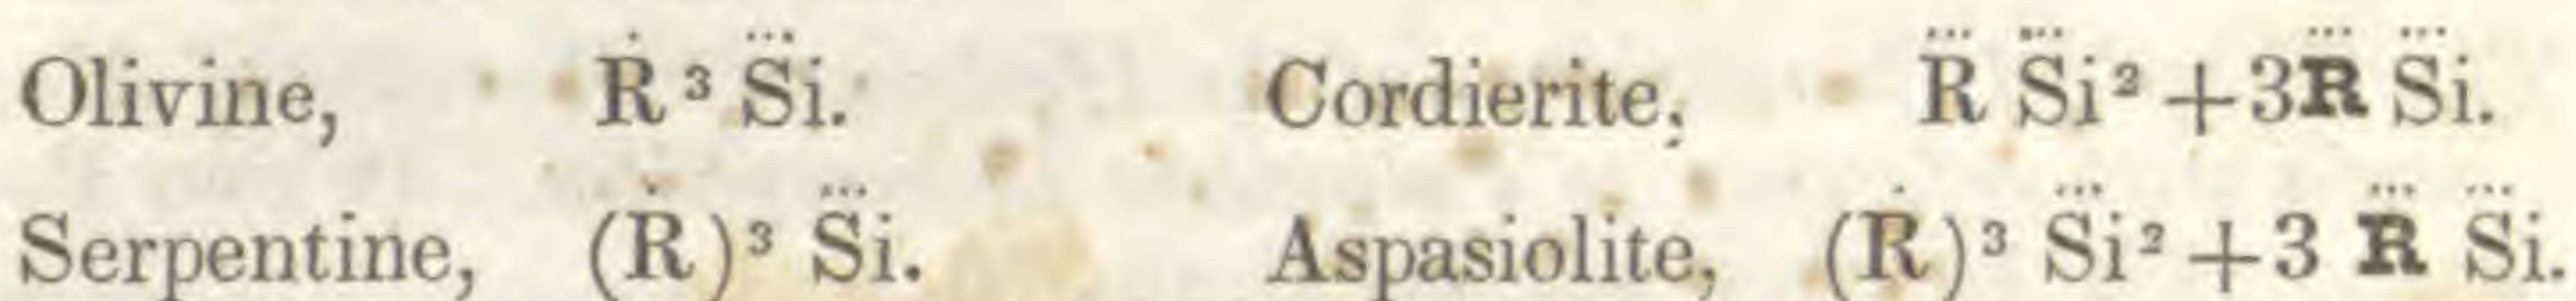 Olivine, Ṙ³ S⃛i. Cordierite, R⃛ S⃛i² +3𝐑⃛ S⃛i.
Serpentine, (Ṙ)³ S⃛i. Aspasiolite, (Ṙ)³ S⃛i² +3 𝐑⃛ S⃛i.